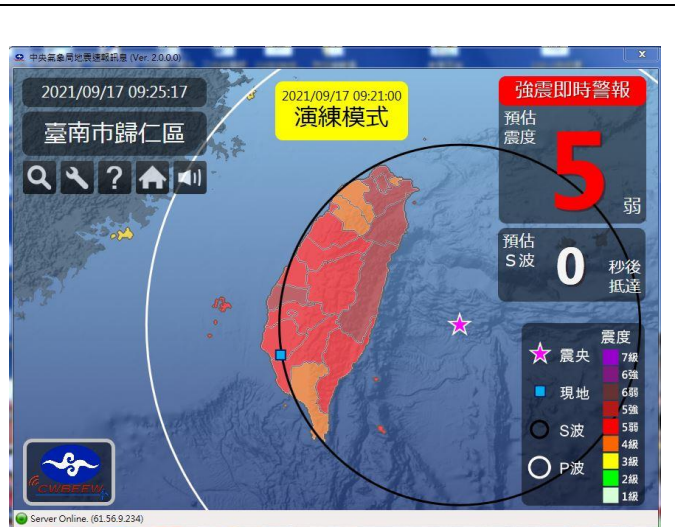 中央氣象局地震速報訊息 (Ver. 2.0.0.0)
x
2021/09/17 09:25:17
臺南市歸仁區
?
2021/09/17 09:21:00
演練模式
強震即時警報
預估
震度
5
弱
預估
S波
0
秒後
抵達
震度
震央
現地
S波
P波
7級
6強
6弱
5強
5弱
4級
3級
2級
1級
CWBEEW
Server Online. (61.56.9.234)